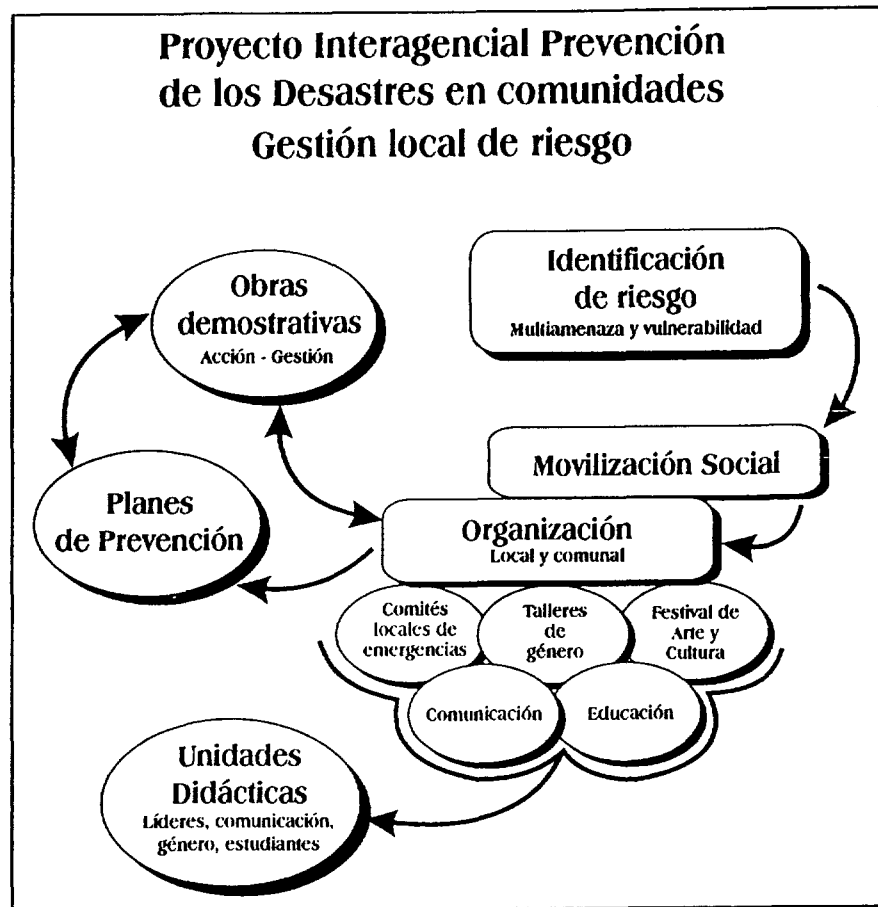 Proyecto Interagencial Prevención
de los Desastres en comunidades
Gestión local de riesgo
Obras
demostrativas
Acción - Gestión
Identificación
de riesgo
Multiamenaza y vulnerabilidad
Movilización Social
Planes
de Prevención
Organización
Local y comunal
Comités
locales de
emergencias
Talleres
de
género
Festival de
Arte y
Cultura
Comunicación
Educación
Unidades
Didácticas
Líderes, comunicación,
género, estudiantes